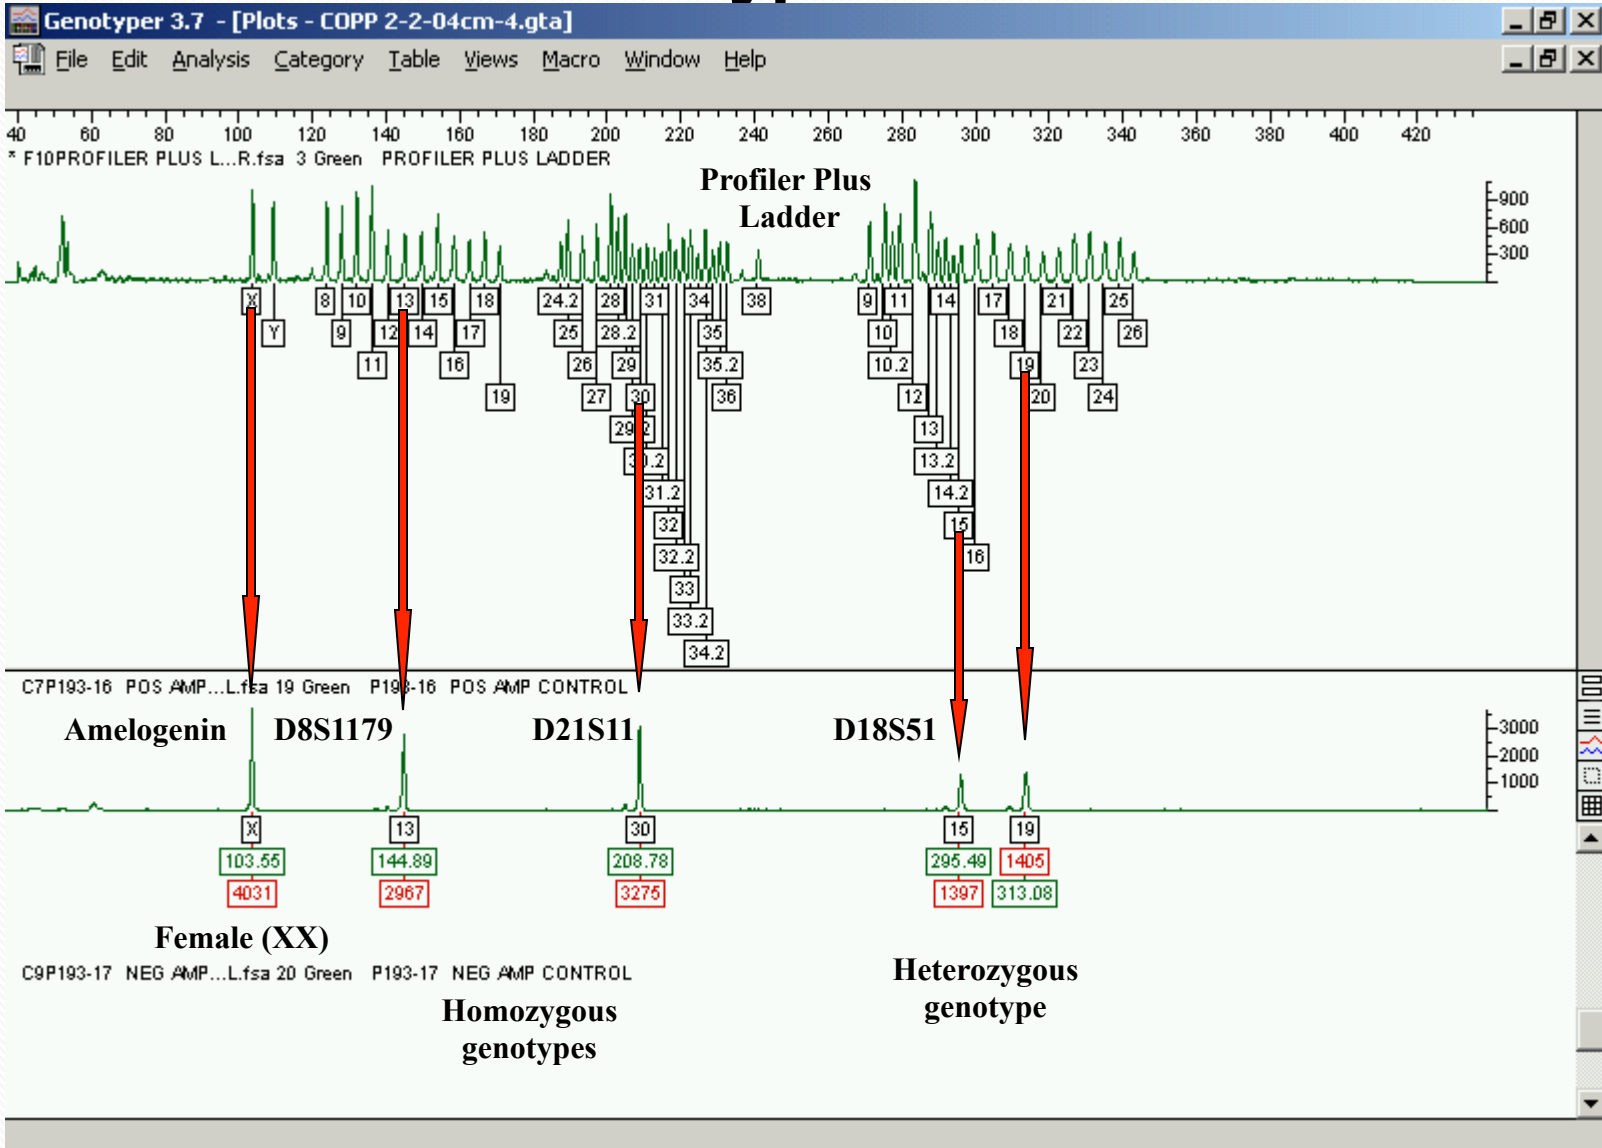 Genotyper 3.7 - [Plots - COPP 2-2-04cm-4.gta]
File Edit Analysis Category Table Views Macro Window Help
40 60 80 100 120 140 160 180 200 220 240 260 280 300 320 340 360 380 400 420
* F10PROFILER PLUS L...R.fsa 3 Green PROFILER PLUS LADDER
Profiler Plus
Ladder
900
600
300
X 8 10 13 15 18 24.2 28 31 34 38 9 11 14 17 21 25
Y 9 12 14 17 25 28.2 35 10 18 22 26
11 16 26 29 35.2 10.2 19 23
19 27 30 36 12 20 24
13
13.2
31.2 14.2
32 15
32.2 16
33
33.2
34.2
C7P193-16 POS AMP...L.fsa 19 Green P193-16 POS AMP CONTROL
Amelogenin D8S1179 D21S11 D18S51
3000
2000
1000
X 13 30 15 19
103.55 144.89 208.78 295.49 1405
4031 2967 3275 1397 313.08
Female (XX)
C9P193-17 NEG AMP...L.fsa 20 Green P193-17 NEG AMP CONTROL
Heterozygous
genotype
Homozygous
genotypes